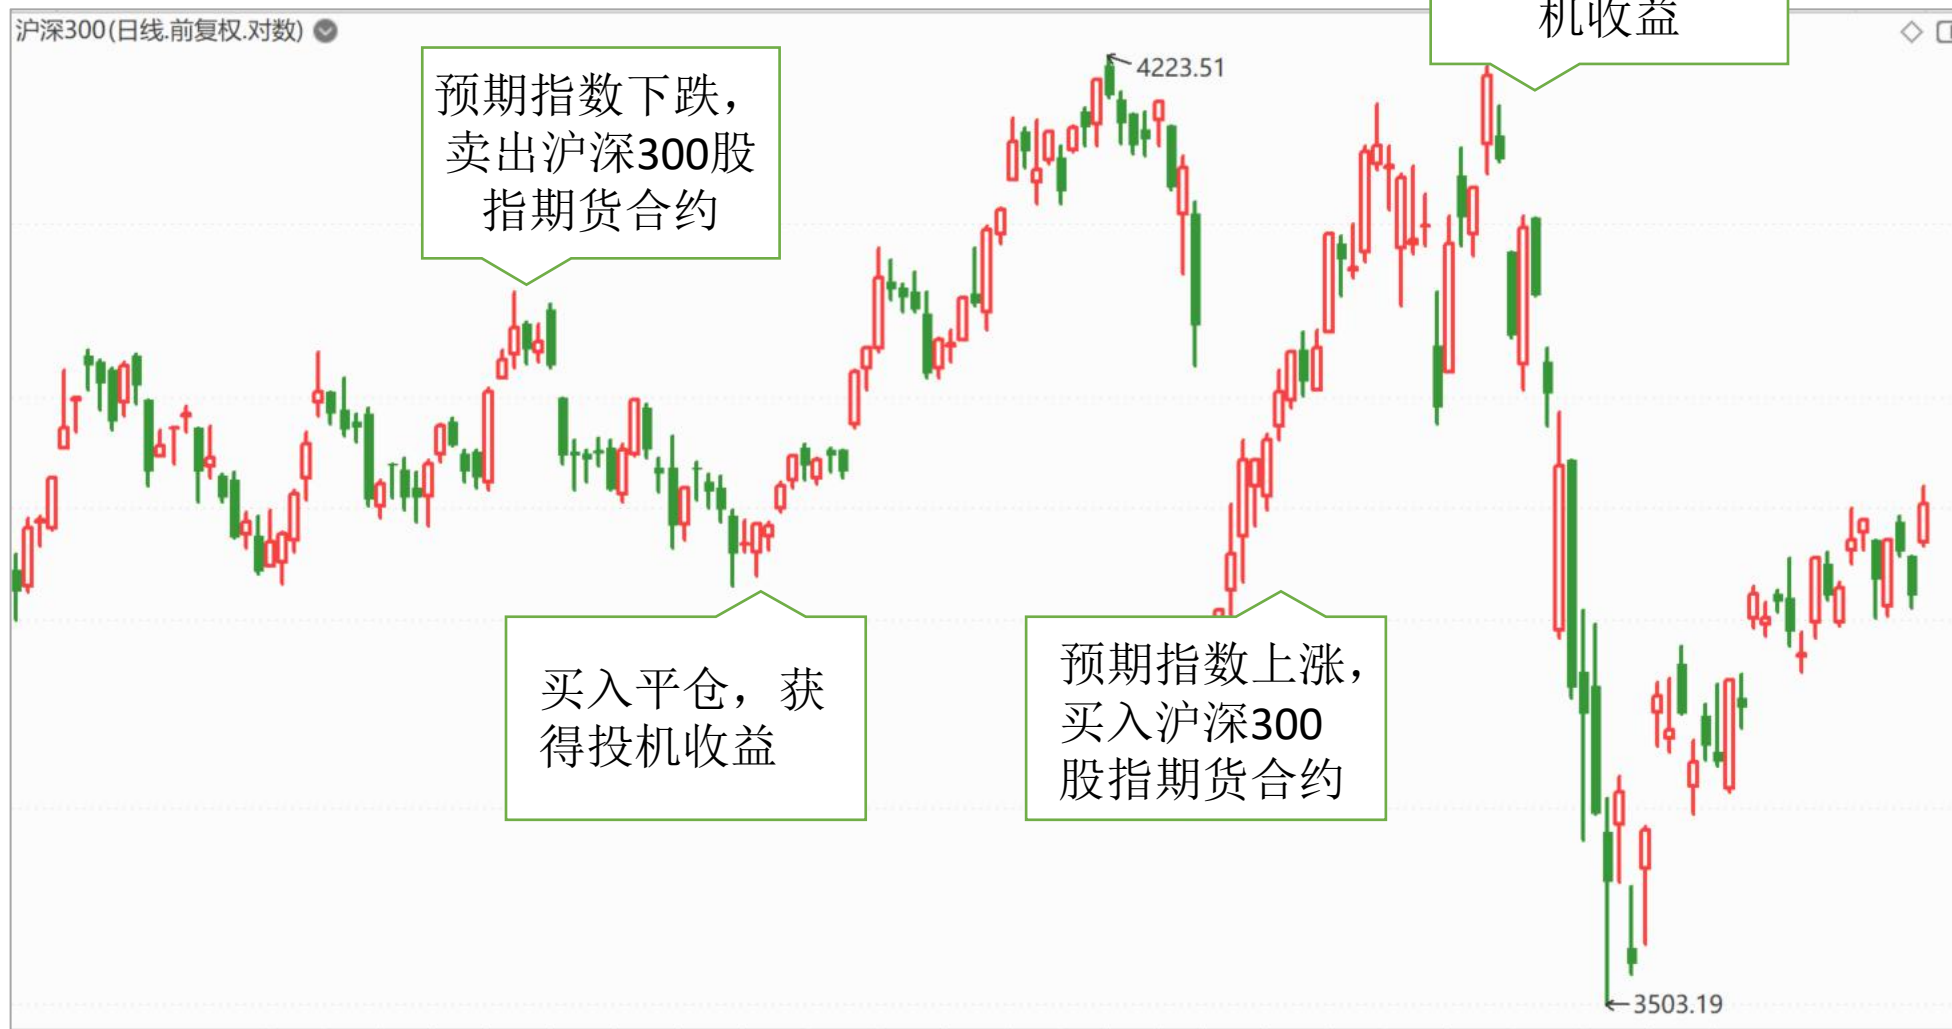 机收益
沪深300(日线.前复权.对数)
4223.51
预期指数下跌，
卖出沪深300股
指期货合约
买入平仓，获
得投机收益
预期指数上涨，
买入沪深300
股指期货合约
3503.19